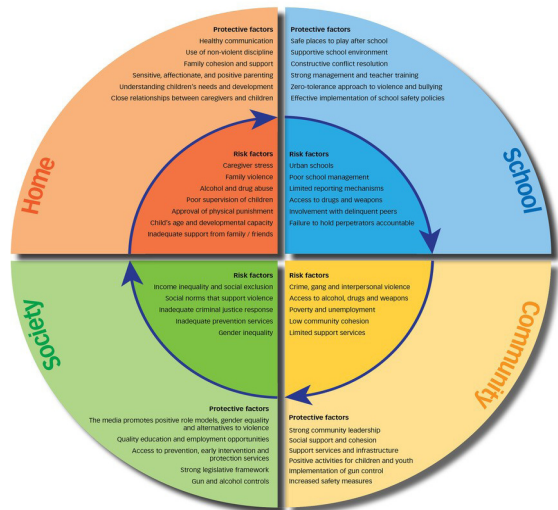 Home
Protective factors
Healthy communication
Use of non-violent discipline
Family cohesion and support
Sensitive, affectionate, and positive parenting
Understanding children's needs and development
Close relationships between caregivers and children
Risk factors
Caregiver stress
Family violence
Alcohol and drug abuse
Poor supervision of children
Approval of physical punishment
Child's age and developmental capacity
Inadequate support from family / friends
School
Protective factors
Safe places to play after school
Supportive school environment
Constructive conflict resolution
Strong management and teacher training
Zero-tolerance approach to violence and bullying
Effective implementation of school safety policies
Risk factors
Urban schools
Poor school management
Limited reporting mechanisms
Access to drugs and weapons
Involvement with delinquent peers
Failure to hold perpetrators accountable
Society
Risk factors
Income inequality and social exclusion
Social norms that support violence
Inadequate criminal justice response
Inadequate prevention services
Gender inequality
Protective factors
The media promotes positive role models, gender equality
and alternatives to violence
Quality education and employment opportunities
Access to prevention, early intervention and
protection services
Strong legislative framework
Gun and alcohol controls
Community
Risk factors
Crime, gang and interpersonal violence
Access to alcohol, drugs and weapons
Poverty and unemployment
Low community cohesion
Limited support services
Protective factors
Strong community leadership
Social support and cohesion
Support services and infrastructure
Positive activities for children and youth
Implementation of gun control
Increased safety measures